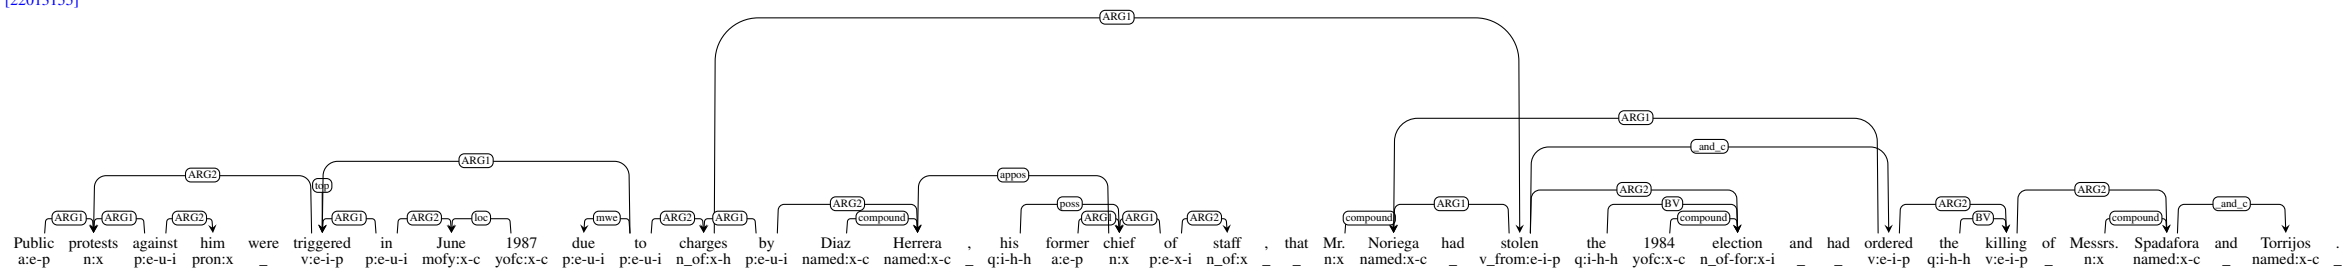 [22013155]
ARG1
ARG1
_and_c
top ARG1
ARG2 appos ARG2 ARG2
ARG2 poss BV ARG2 _and_c
ARG1 ARG1 ARG2 ARG1 ARG2 loc mwe ARG2 ARG1 compound ARG1 ARG1 ARG2 compound ARG1 compound BV compound
Public protests against him were triggered in June 1987 due to charges by Diaz Herrera , his former chief of staff , that Mr. Noriega had stolen the 1984 election and had ordered the killing of Messrs. Spadafora and Torrijos .
a:e-p n:x p:e-u-i pron:x _ v:e-i-p p:e-u-i mofy:x-c yofc:x-c p:e-u-i p:e-u-i n_of:x-h p:e-u-i named:x-c named:x-c _ q:i-h-h a:e-p n:x p:e-x-i n_of:x _ _ n:x named:x-c _ v_from:e-i-p q:i-h-h yofc:x-c n_of-for:x-i _ _ v:e-i-p q:i-h-h v:e-i-p _ n:x named:x-c _ named:x-c _